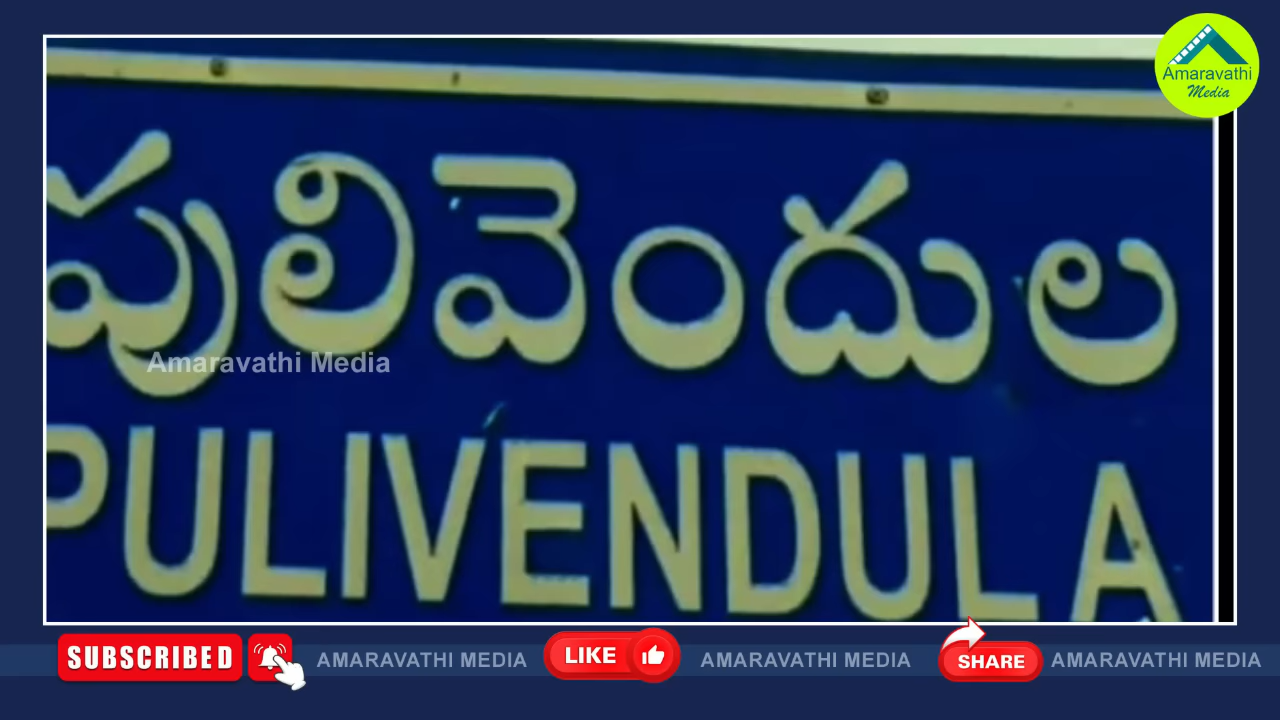 Amaravathi
Media
పులివెందుల
Amaravathi Media
PULIVENDULA
SUBSCRIBED AMARAVATHI MEDIA LIKE AMARAVATHI MEDIA SHARE AMARAVATHI MEDIA